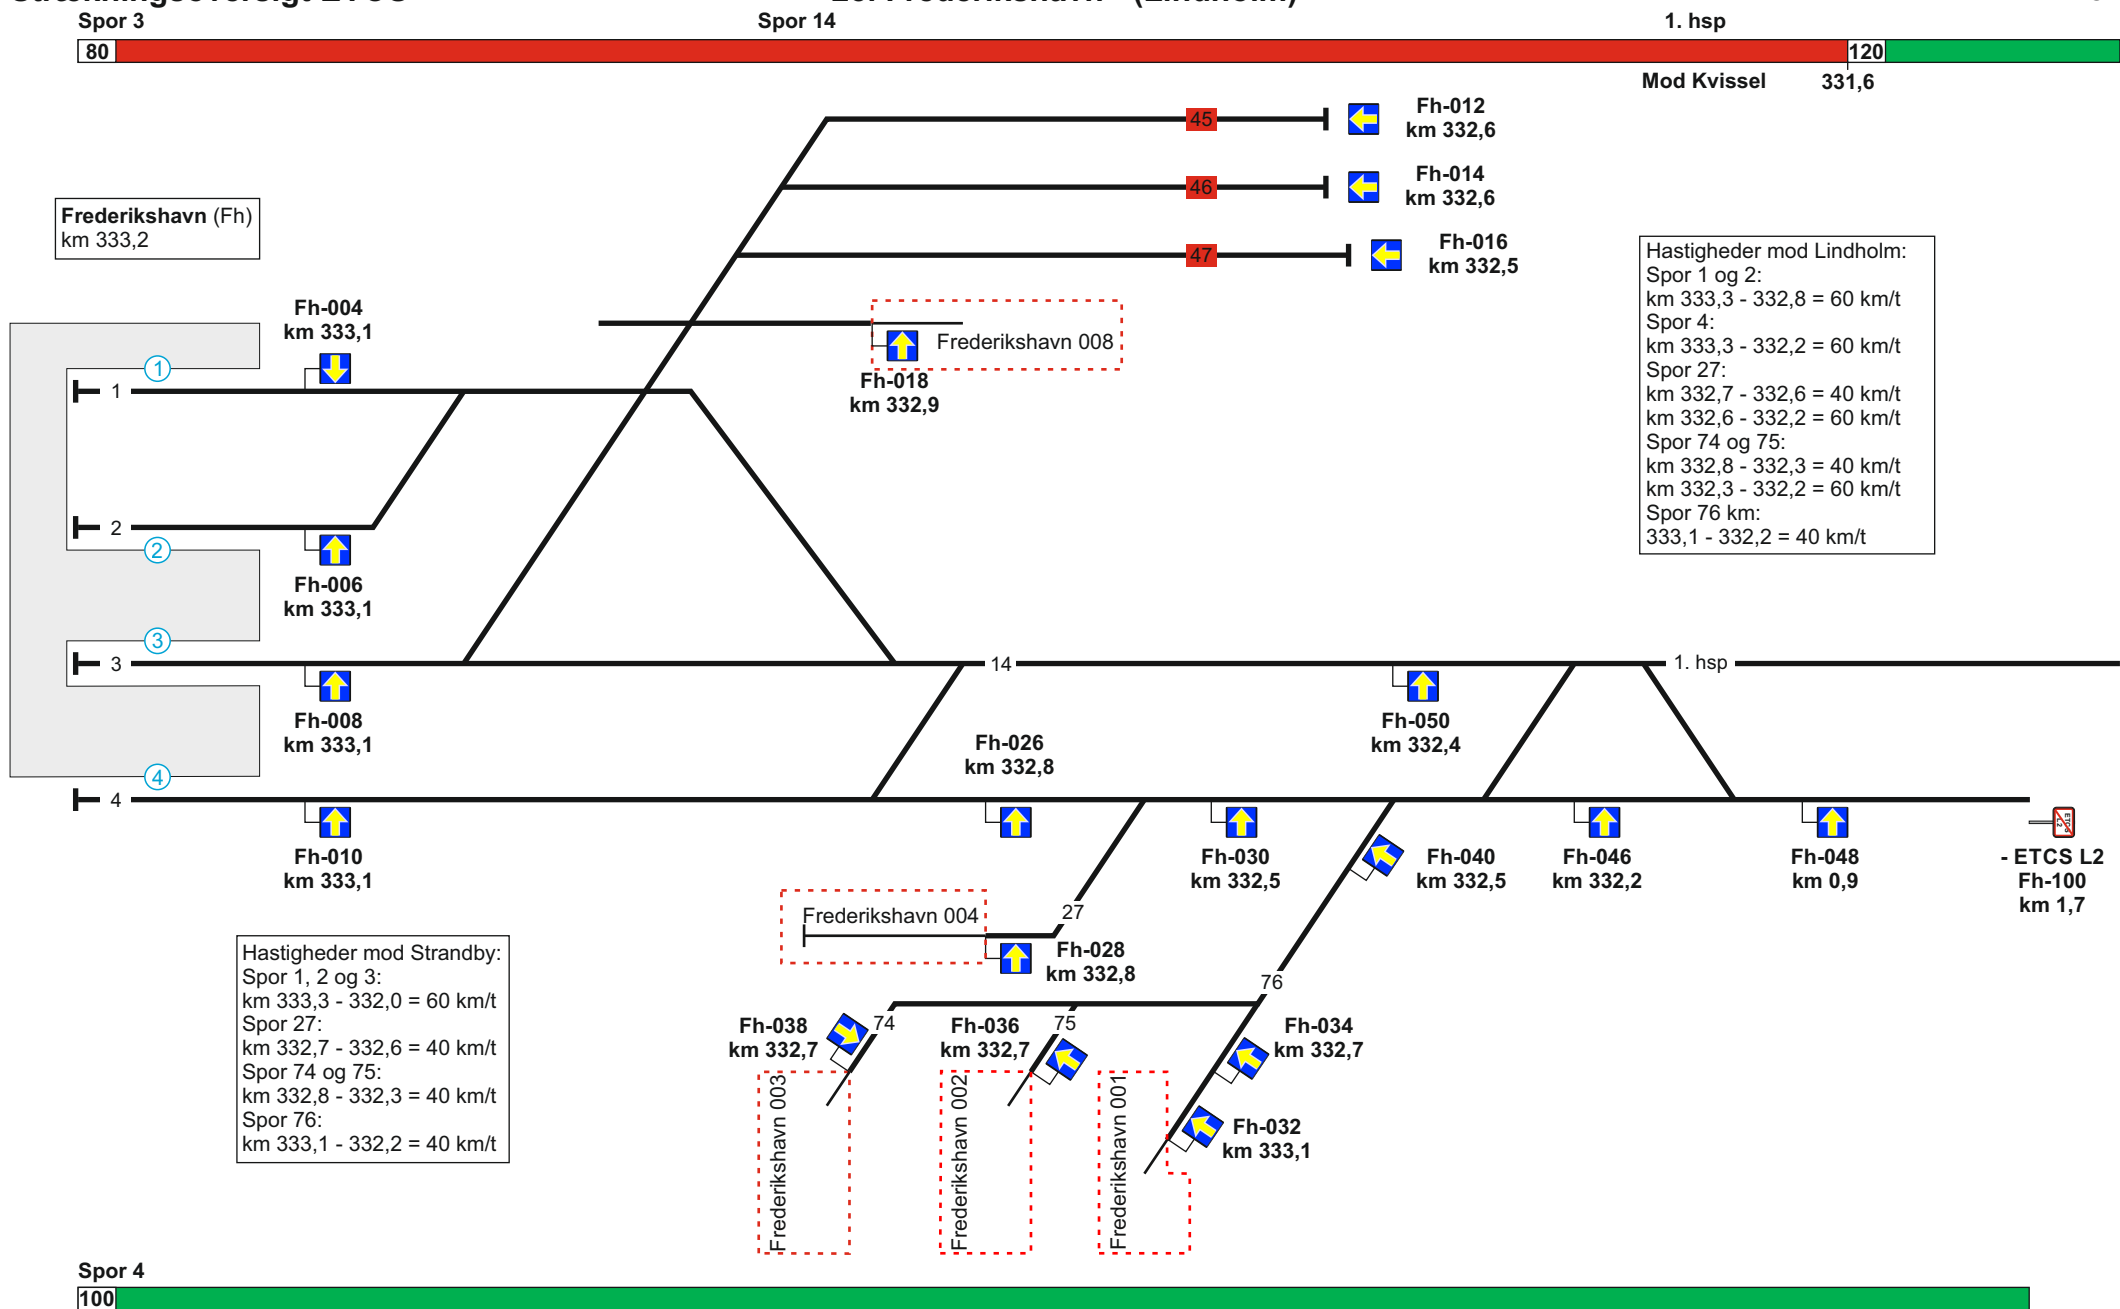 Spor 3
Spor 14
1. hsp
80
120
Mod Kvissel
331,6
45
Fh-012
km 332,6
46
Fh-014
km 332,6
47
Fh-016
km 332,5
Frederikshavn (Fh)
km 333,2
Hastigheder mod Lindholm:
Spor 1 og 2:
km 333,3 - 332,8 = 60 km/t
Spor 4:
km 333,3 - 332,2 = 60 km/t
Spor 27:
km 332,7 - 332,6 = 40 km/t
km 332,6 - 332,2 = 60 km/t
Spor 74 og 75:
km 332,8 - 332,3 = 40 km/t
km 332,3 - 332,2 = 60 km/t
Spor 76 km:
333,1 - 332,2 = 40 km/t
Fh-004
km 333,1
Frederikshavn 008
Fh-018
km 332,9
1
1
2
2
Fh-006
km 333,1
3
3
14
1. hsp
Fh-008
km 333,1
Fh-050
km 332,4
Fh-026
km 332,8
4
4
Fh-010
km 333,1
Fh-030
km 332,5
Fh-040
km 332,5
Fh-046
km 332,2
Fh-048
km 0,9
ETCS
L2
- ETCS L2
Fh-100
km 1,7
Frederikshavn 004
27
Fh-028
km 332,8
Hastigheder mod Strandby:
Spor 1, 2 og 3:
km 333,3 - 332,0 = 60 km/t
Spor 27:
km 332,7 - 332,6 = 40 km/t
Spor 74 og 75:
km 332,8 - 332,3 = 40 km/t
Spor 76:
km 333,1 - 332,2 = 40 km/t
76
Fh-038
km 332,7
74
Fh-036
km 332,7
75
Fh-034
km 332,7
Fh-032
km 333,1
Frederikshavn 003
Frederikshavn 002
Frederikshavn 001
Spor 4
100